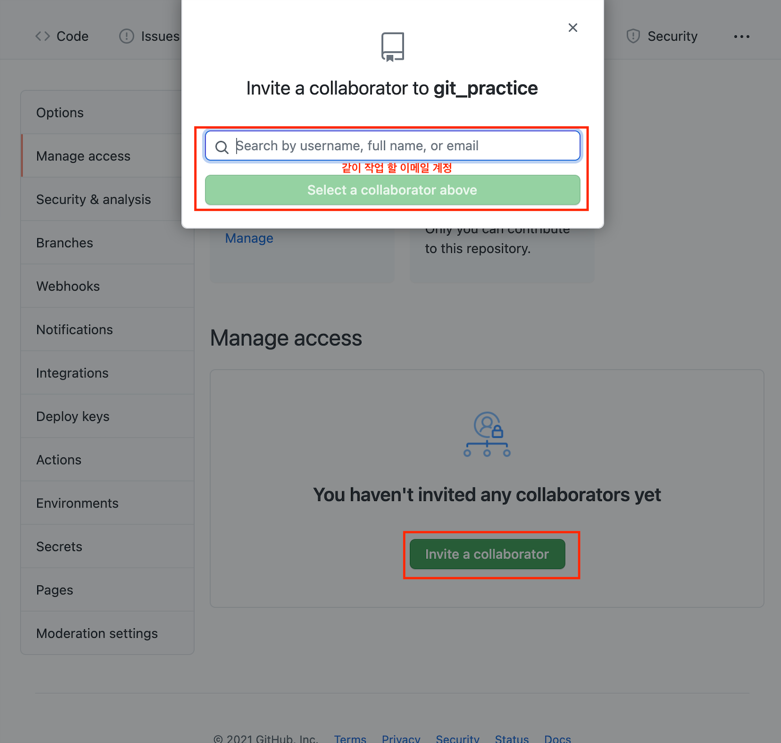 Code
Issues
Security
Invite a collaborator to git_practice
Search by username, full name, or email
같이 작업 할 이메일 계정
Select a collaborator above
Options
Manage access
Security & analysis
Branches
Webhooks
Notifications
Integrations
Deploy keys
Actions
Environments
Secrets
Pages
Moderation settings
Manage
Only you can contribute
to this repository.
Manage access
You haven't invited any collaborators yet
Invite a collaborator
© 2021 GitHub, Inc. Terms Privacy Security Status Docs